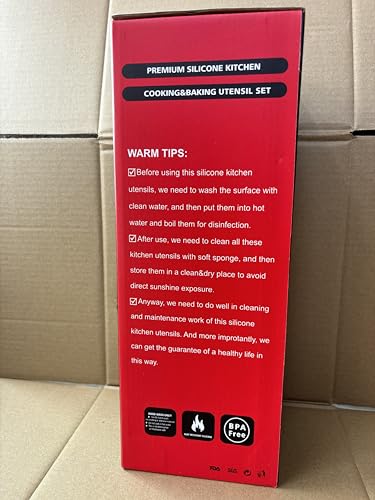 PREMIUM SILICONE KITCHEN
COOKING&BAKING UTENSIL SET
WARM TIPS:
Before using this silicone kitchen
utensils, we need to wash the surface with
clean water, and then put them into hot
water and boil them for disinfection.
After use, we need to clean all these
kitchen utensils with soft sponge, and then
store them in a clean&dry place to avoid
direct sunshine exposure.
Anyway, we need to do well in cleaning
and maintenance work of this silicone
kitchen utensils. And more improtantly, we
can get the guarantee of a healthy life in
this way.
BPA
Free